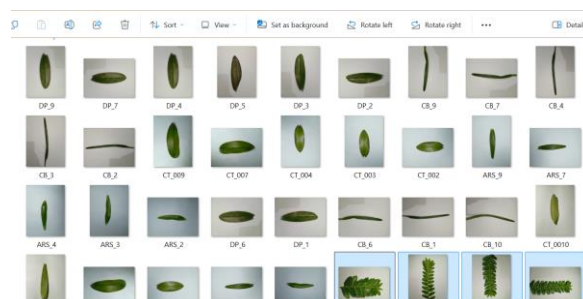 Sort
View
Set as background
Rotate left
Rotate right
Detail
DP_9 DP_7 DP_4 DP_5 DP_3 DP_2 CB_9 CB_7 CB_4
CB_3 CB_2 CT_009 CT_007 CT_004 CT_003 CT_002 ARS_9 ARS_7
ARS_4 ARS_3 ARS_2 DP_6 DP_1 CB_6 CB_1 CB_10 CT_0010